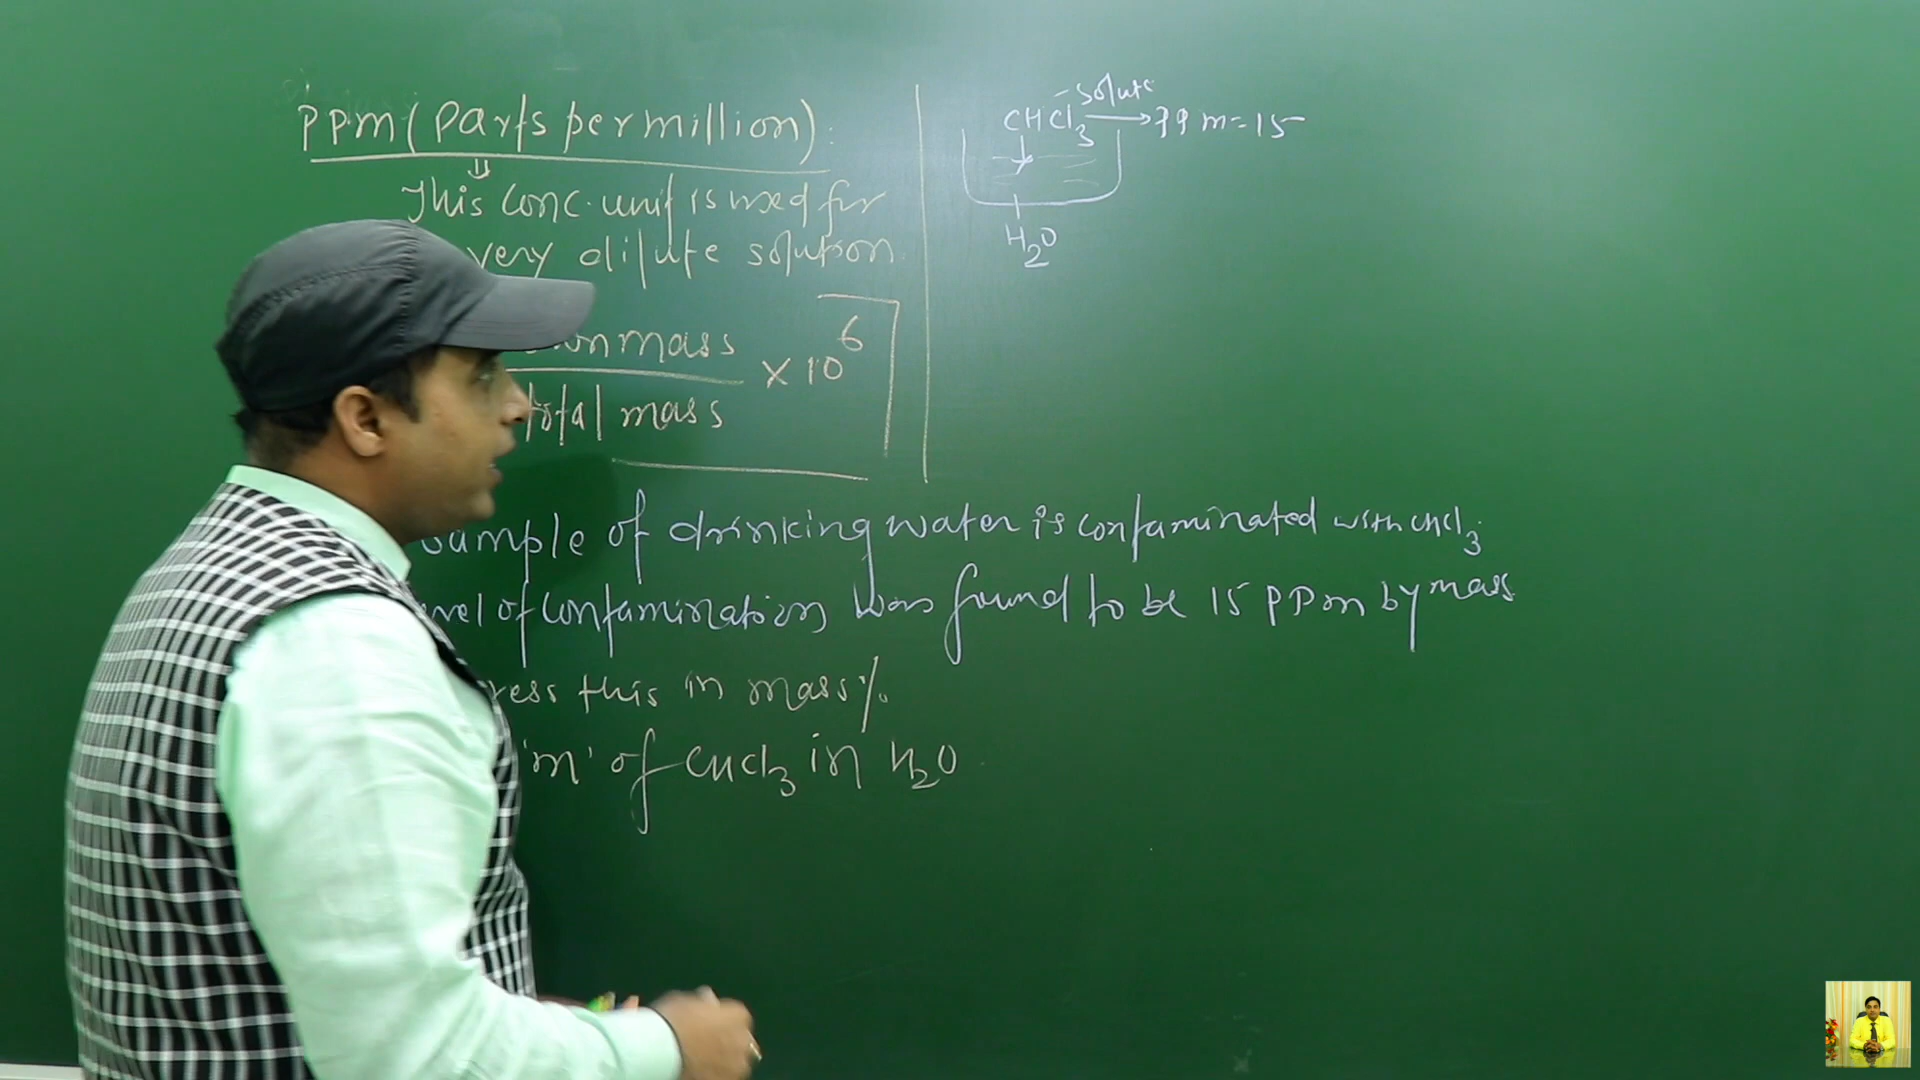 PPm (Parts per million) :
This conc. unit is used for
very dilute solution.
mass
× 10
6
total mass
Solute
CHCl3 → PPm = 15
H2O
Sample of drinking water is contaminated with CHCl3
of contamination was found to be 15 PPm by mass
this in mass %
'm' of CHCl3 in H2O